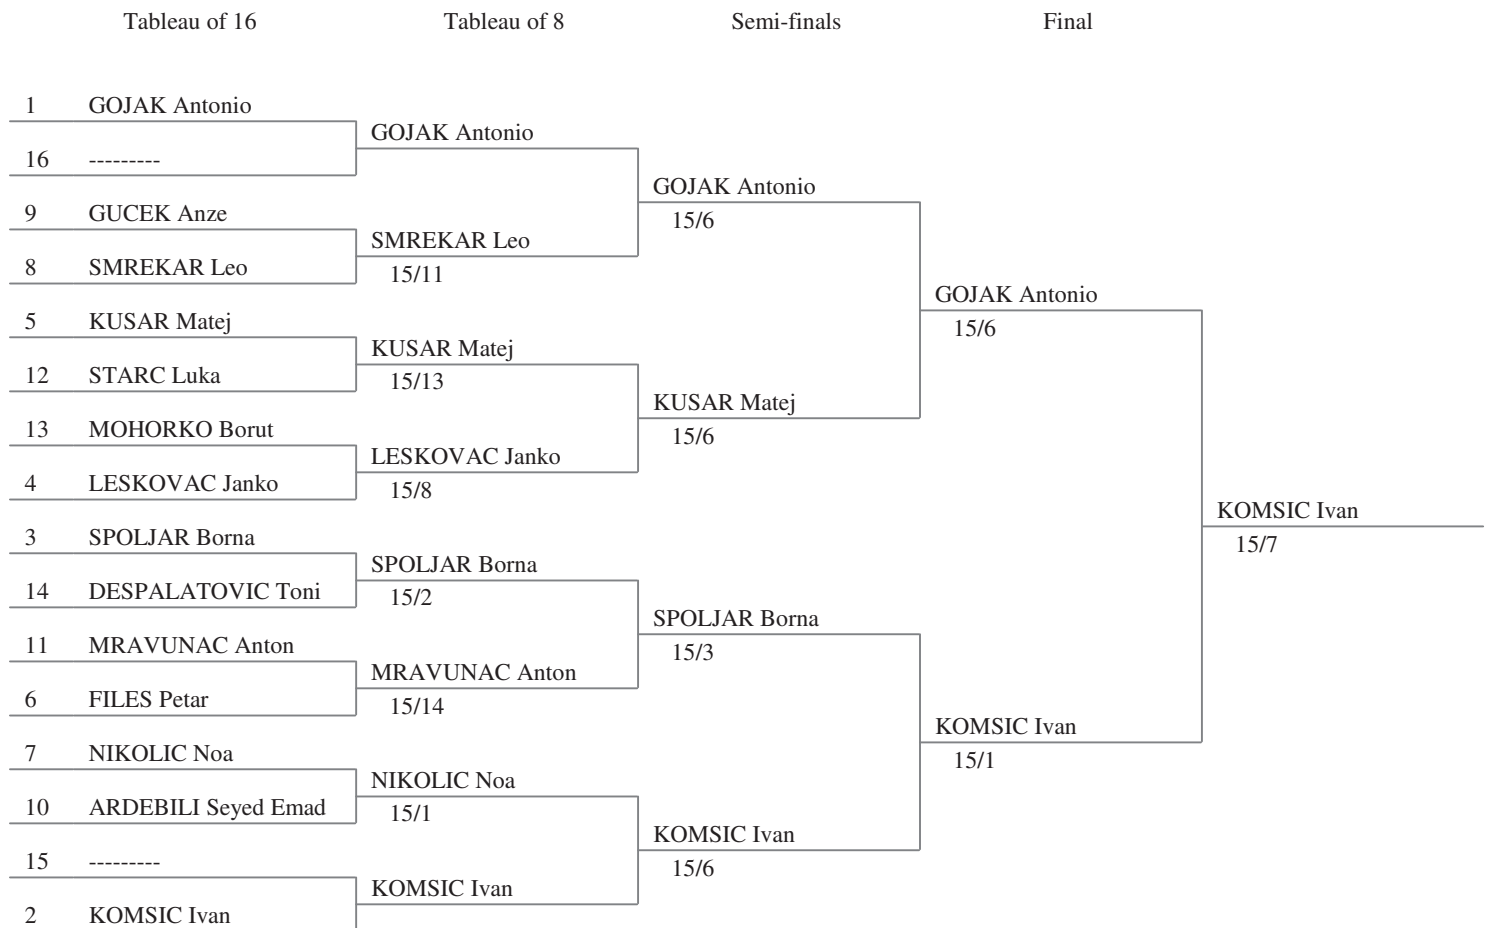 Tableau of 16 Tableau of 8 Semi-finals Final
1 GOJAK Antonio
GOJAK Antonio
16 ---------
GOJAK Antonio
9 GUCEK Anze
15/6
SMREKAR Leo
8 SMREKAR Leo
15/11
GOJAK Antonio
5 KUSAR Matej
15/6
KUSAR Matej
12 STARC Luka
15/13
KUSAR Matej
13 MOHORKO Borut
15/6
LESKOVAC Janko
4 LESKOVAC Janko
15/8
KOMSIC Ivan
3 SPOLJAR Borna
15/7
SPOLJAR Borna
14 DESPALATOVIC Toni
15/2
SPOLJAR Borna
11 MRAVUNAC Anton
15/3
MRAVUNAC Anton
6 FILES Petar
15/14
KOMSIC Ivan
7 NIKOLIC Noa
15/1
NIKOLIC Noa
10 ARDEBILI Seyed Emad
15/1
KOMSIC Ivan
15 ---------
15/6
KOMSIC Ivan
2 KOMSIC Ivan